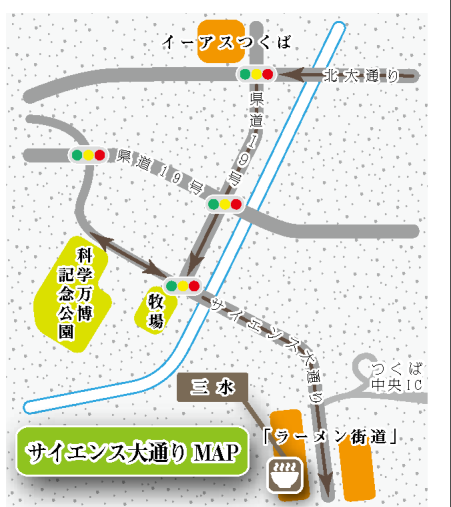 イーアスつくば
北大通り
県道19号
県道19号
科学万博
記念公園
牧場
サイエンス大通り
つくば
中央IC
三水
「ラーメン街道」
サイエンス大通りMAP